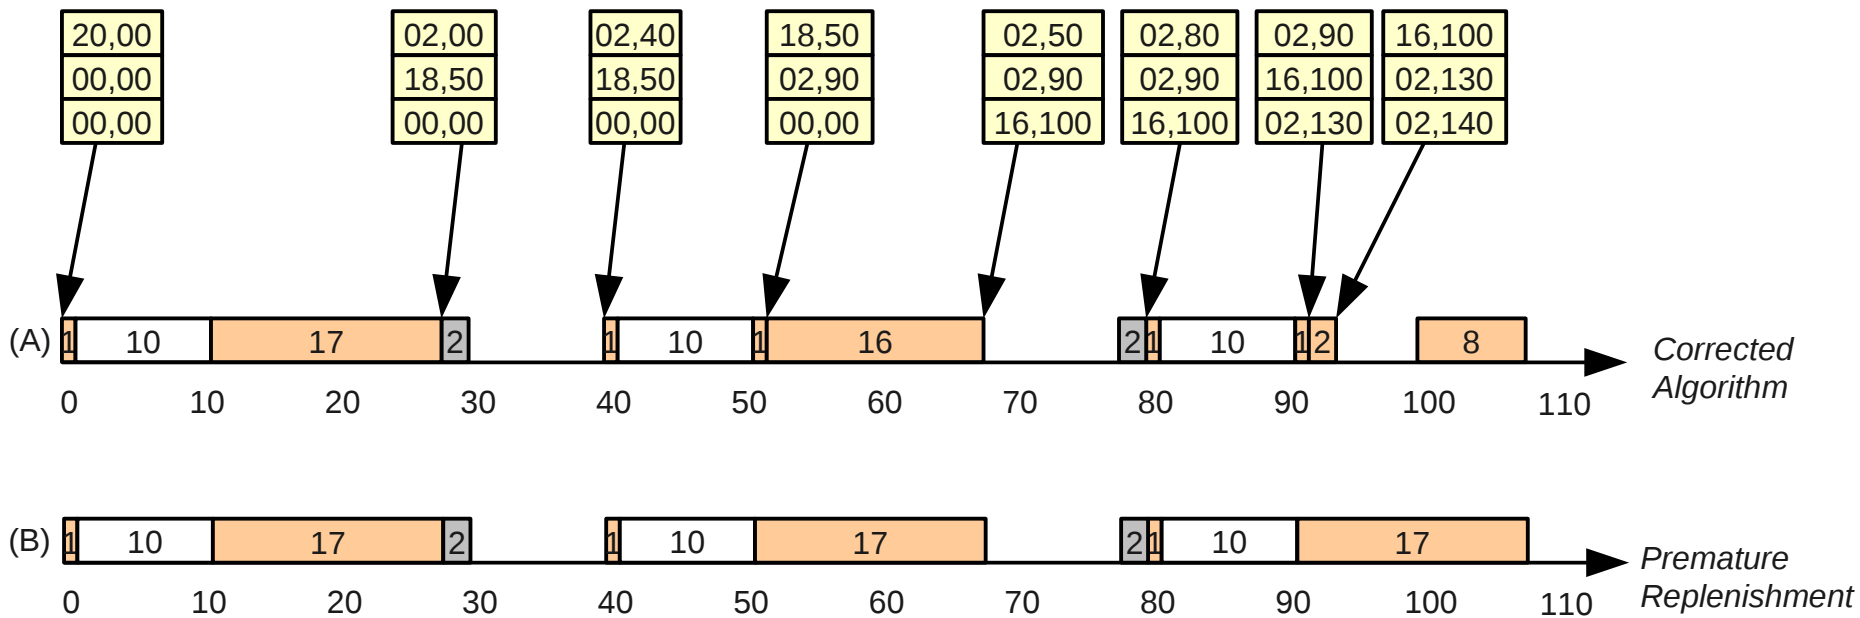 20,00 02,00 02,40 18,50 02,50 02,80 02,90 16,100
00,00 18,50 18,50 02,90 02,90 02,90 16,100 02,130
00,00 00,00 00,00 00,00 16,100 16,100 02,130 02,140
(A) 1 10 17 2 1 10 1 16 2 1 10 1 2 8
Corrected
Algorithm
0 10 20 30 40 50 60 70 80 90 100 110
(B) 1 10 17 2 1 10 17 2 1 10 17
Premature
Replenishment
0 10 20 30 40 50 60 70 80 90 100 110